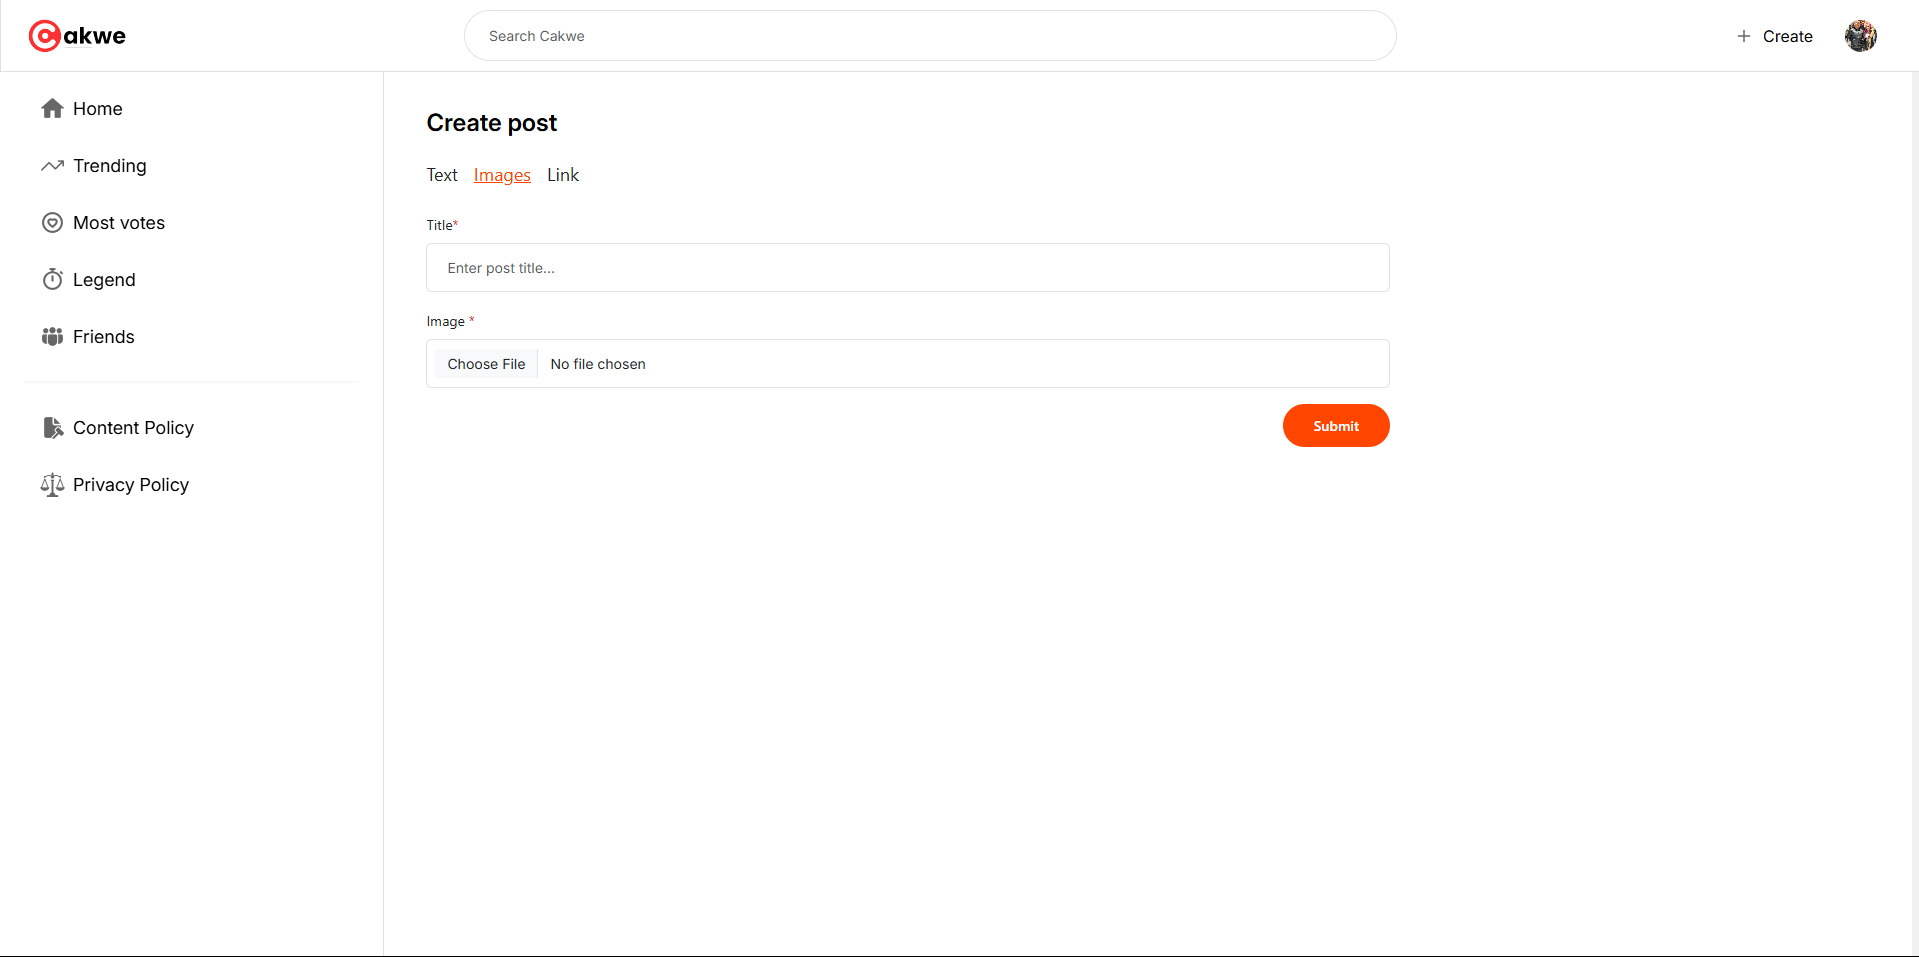 Cakwe
Search Cakwe
Create
Home
Trending
Most votes
Legend
Friends
Content Policy
Privacy Policy
Create post
Text Images Link
Title*
Enter post title...
Image *
Choose File No file chosen
Submit